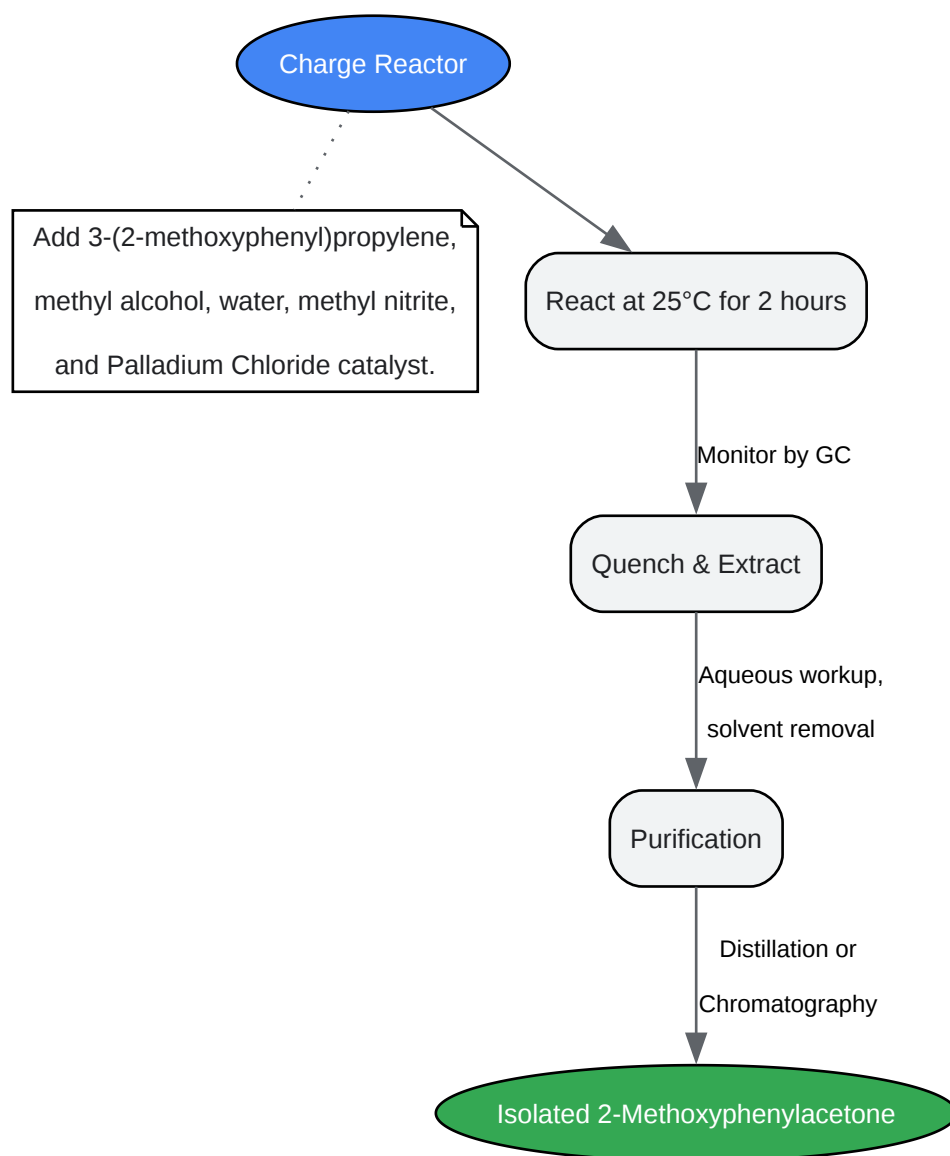 Charge Reactor
Add 3-(2-methoxyphenyl)propylene,
methyl alcohol, water, methyl nitrite,
and Palladium Chloride catalyst.
React at 25°C for 2 hours
Monitor by GC
Quench & Extract
Aqueous workup,
solvent removal
Purification
Distillation or
Chromatography
Isolated 2-Methoxyphenylacetone